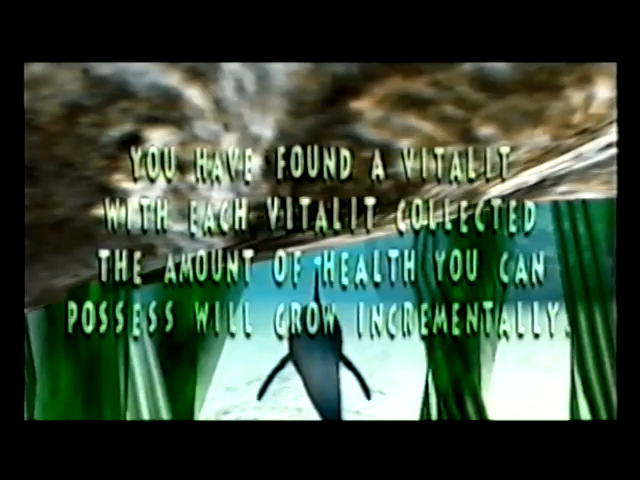 YOU HAVE FOUND A VITALIT
WITH EACH VITALIT COLLECTED
THE AMOUNT OF HEALTH YOU CAN
POSSESS WILL GROW INCREMENTALLY.